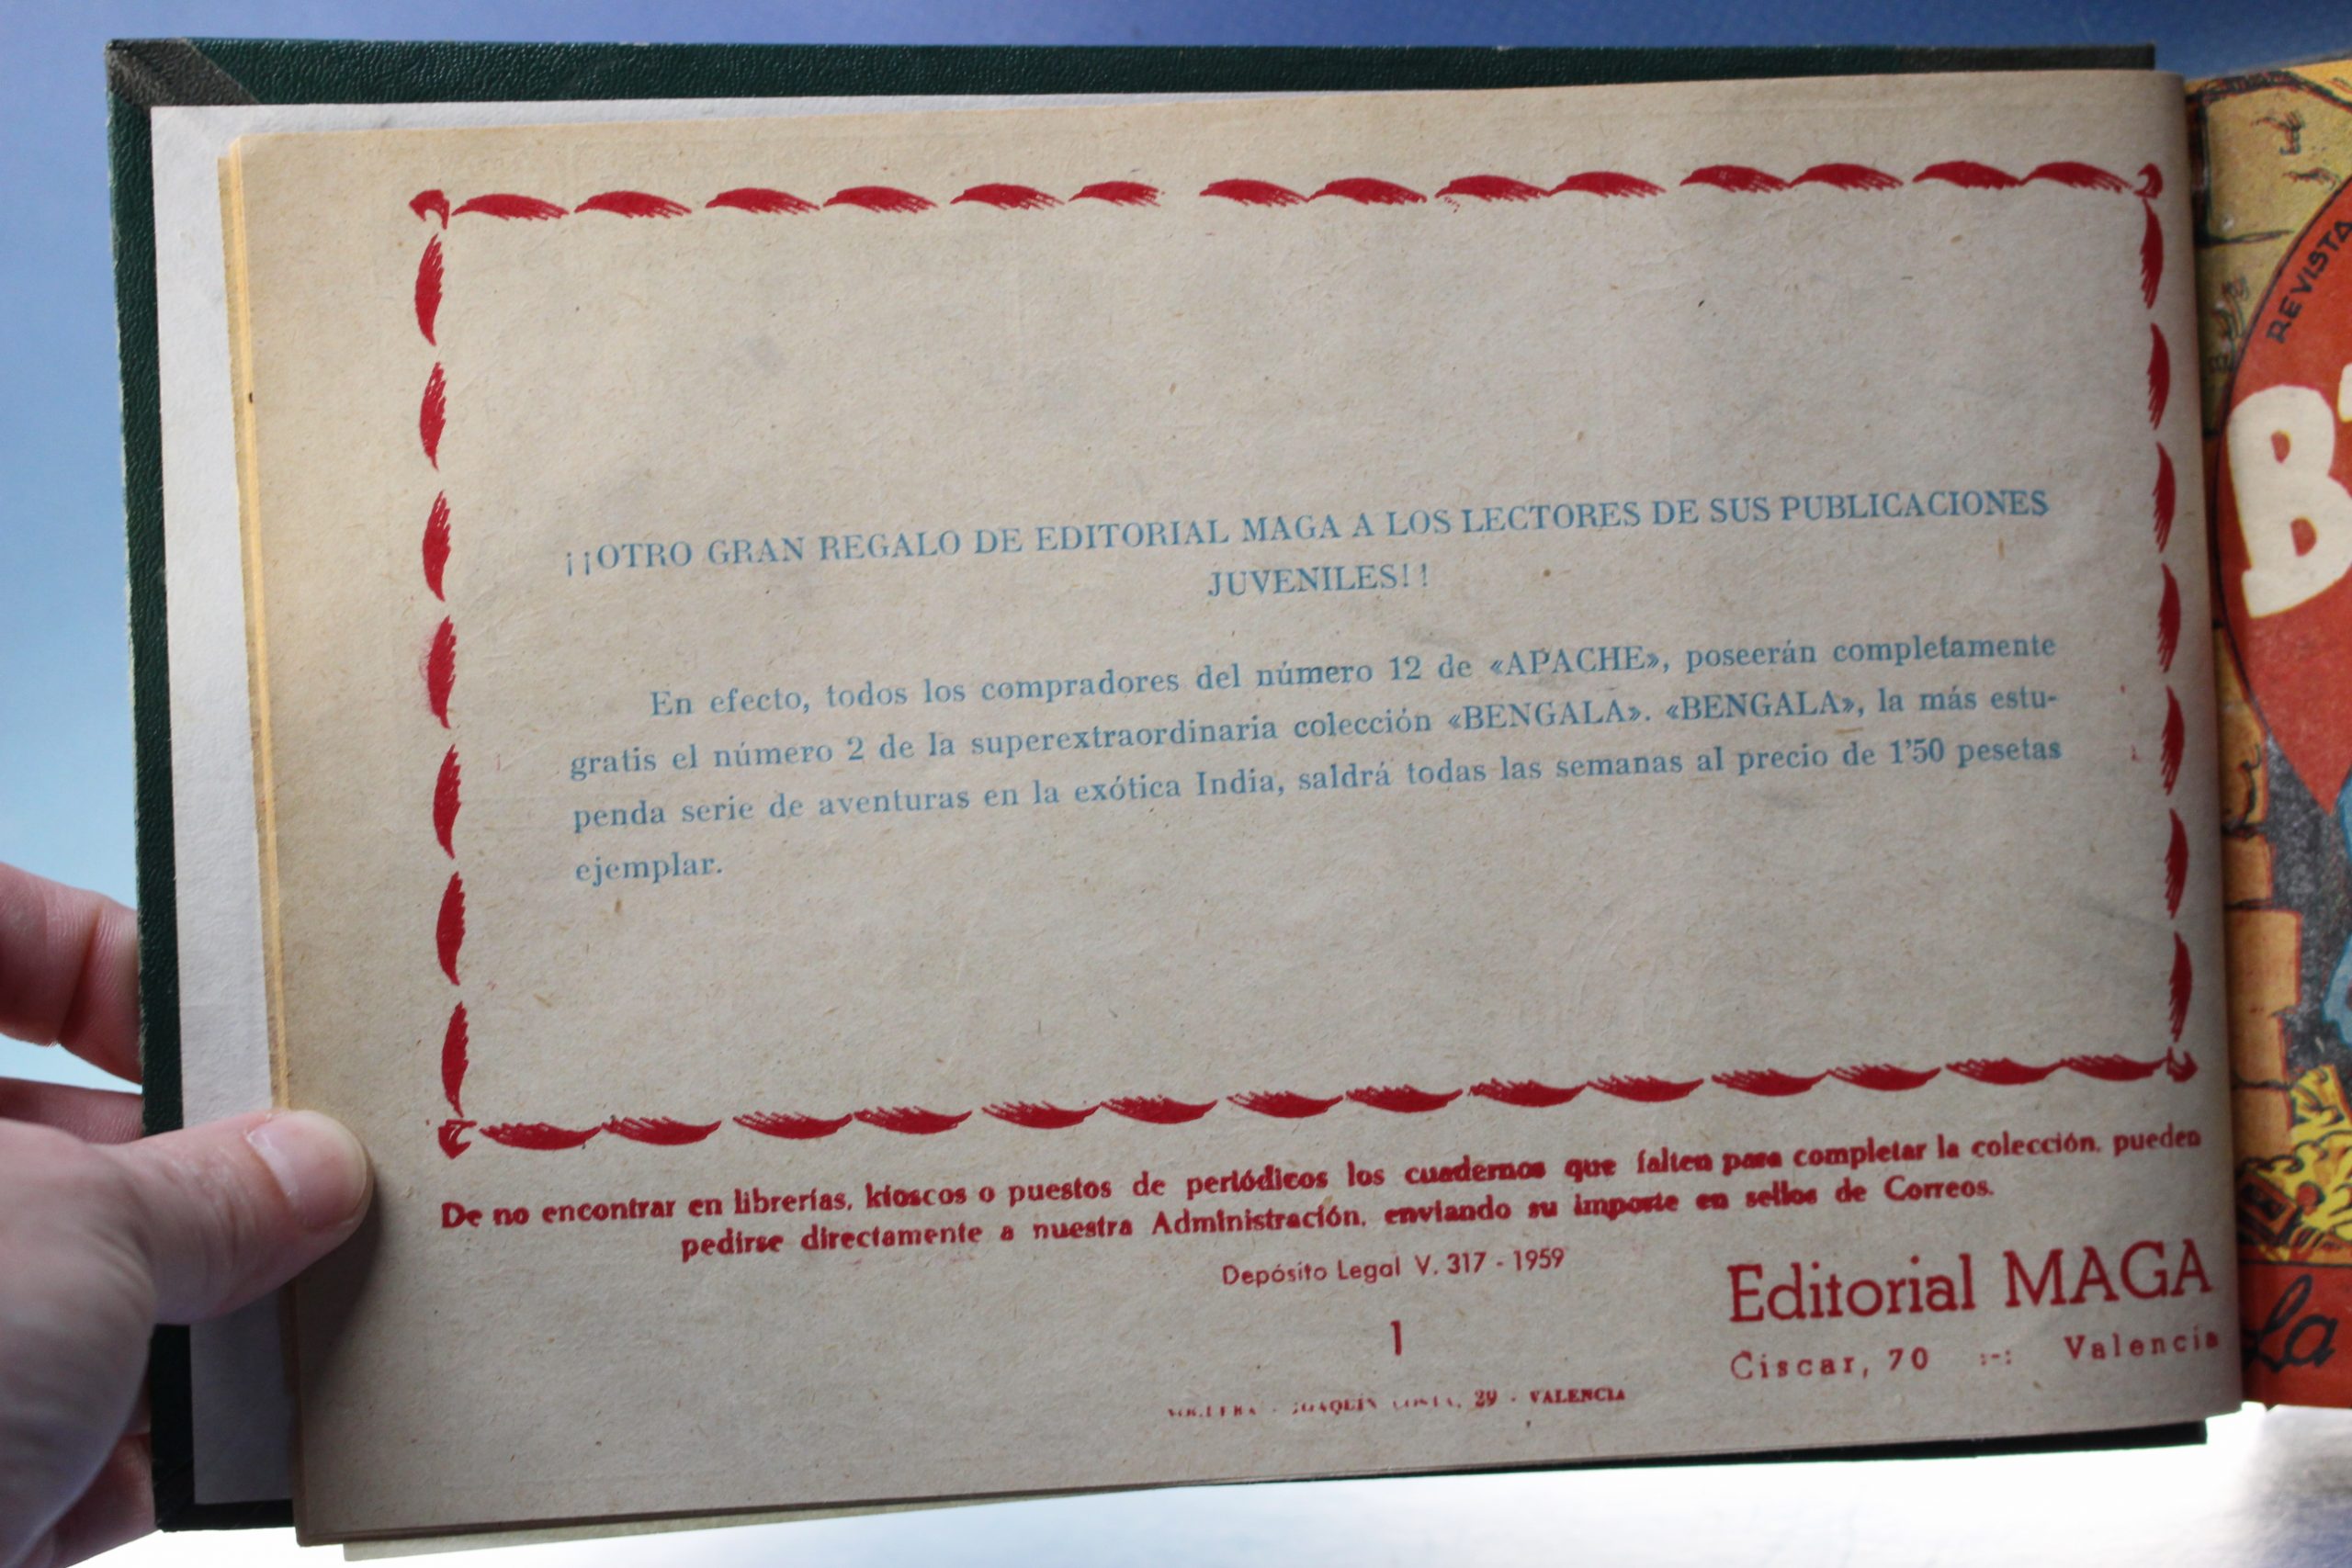 ¡¡OTRO GRAN REGALO DE EDITORIAL MAGA A LOS LECTORES DE SUS PUBLICACIONES
JUVENILES!!
En efecto, todos los compradores del número 12 de «APACHE», poseerán completamente
gratis el número 2 de la superextraordinaria colección «BENGALA». «BENGALA», la más estu-
penda serie de aventuras en la exótica India, saldrá todas las semanas al precio de 1'50 pesetas
ejemplar.
De no encontrar en librerías, kioscos o puestos de periódicos los cuadernos que falten para completar la colección, pueden
pedirse directamente a nuestra Administración, enviando su importe en sellos de Correos.
Depósito Legal V. 317 - 1959
1
Editorial MAGA
Ciscar, 70 :-: Valencia
JOAQUIN COSTA, 29 - VALENCIA
REVISTA
B
La